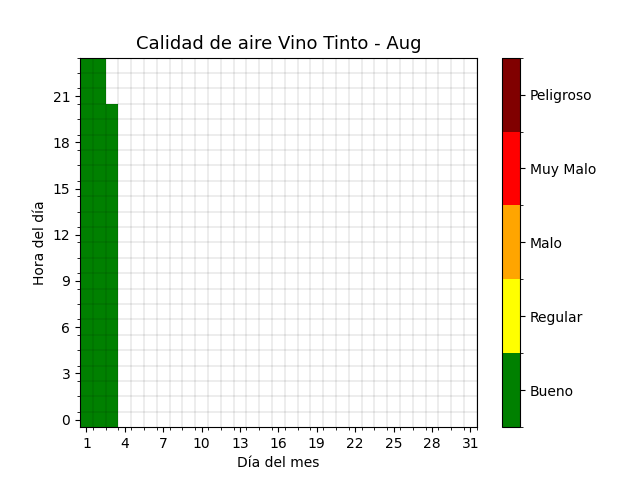 Calidad de aire Vino Tinto - Aug
21
18
15
12
9
6
3
0
Hora del día
1 4 7 10 13 16 19 22 25 28 31
Día del mes
Peligroso
Muy Malo
Malo
Regular
Bueno